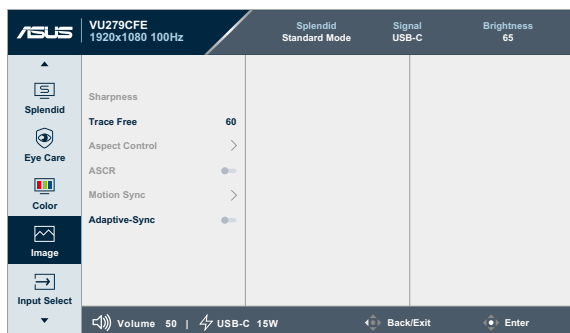 ASUS
VU279CFE
1920x1080 100Hz
Splendid
Standard Mode
Signal
USB-C
Brightness
65
Splendid
Eye Care
Color
Image
Input Select
Sharpness
Trace Free 60
Aspect Control
ASCR
Motion Sync
Adaptive-Sync
Volume 50 | USB-C 15W
Back/Exit
Enter